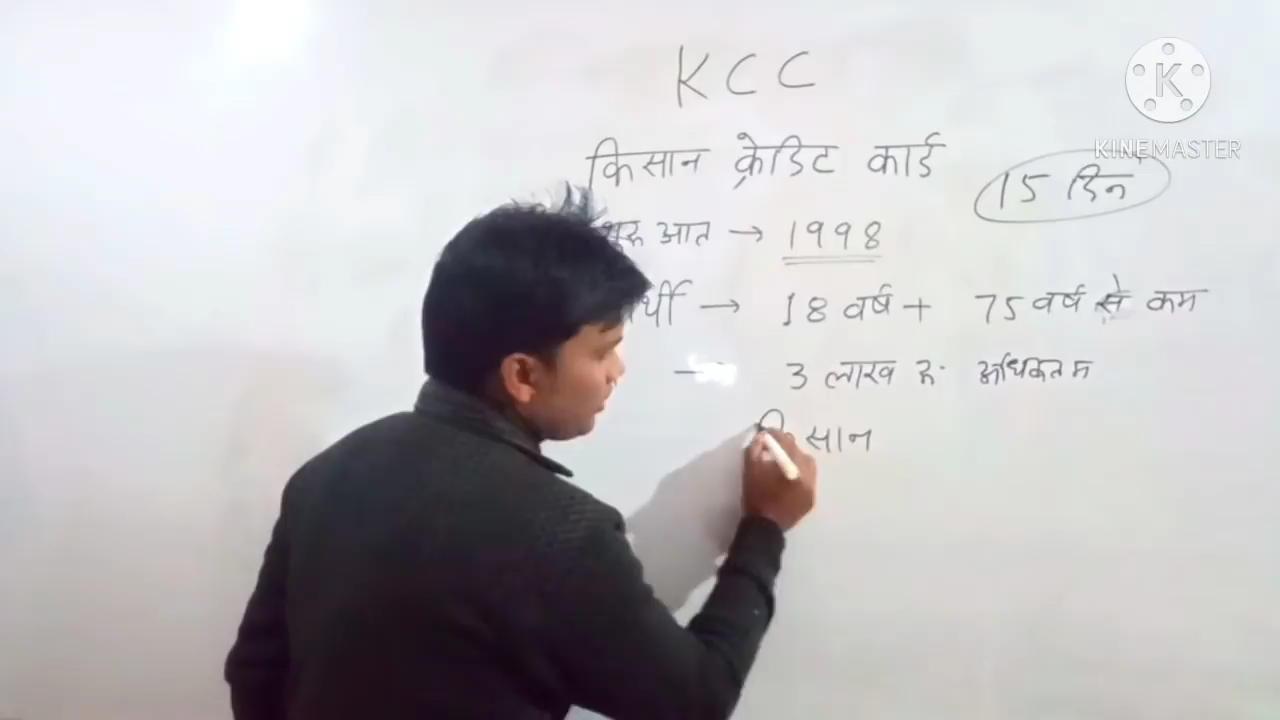 KCC
KINEMASTER
किसान क्रेडिट कार्ड
15 दिन
आत → 1998
→ 18 वर्ष + 75 वर्ष से कम
3 लाख रु. अधिकतम